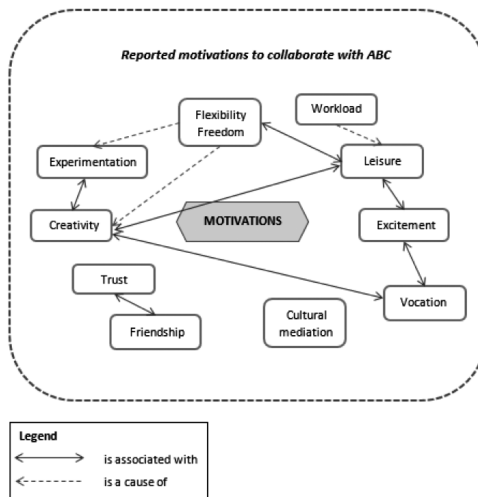 Reported motivations to collaborate with ABC
Flexibility
Freedom
Workload
Experimentation
Leisure
Creativity
MOTIVATIONS
Excitement
Trust
Vocation
Friendship
Cultural
mediation
Legend
is associated with
is a cause of